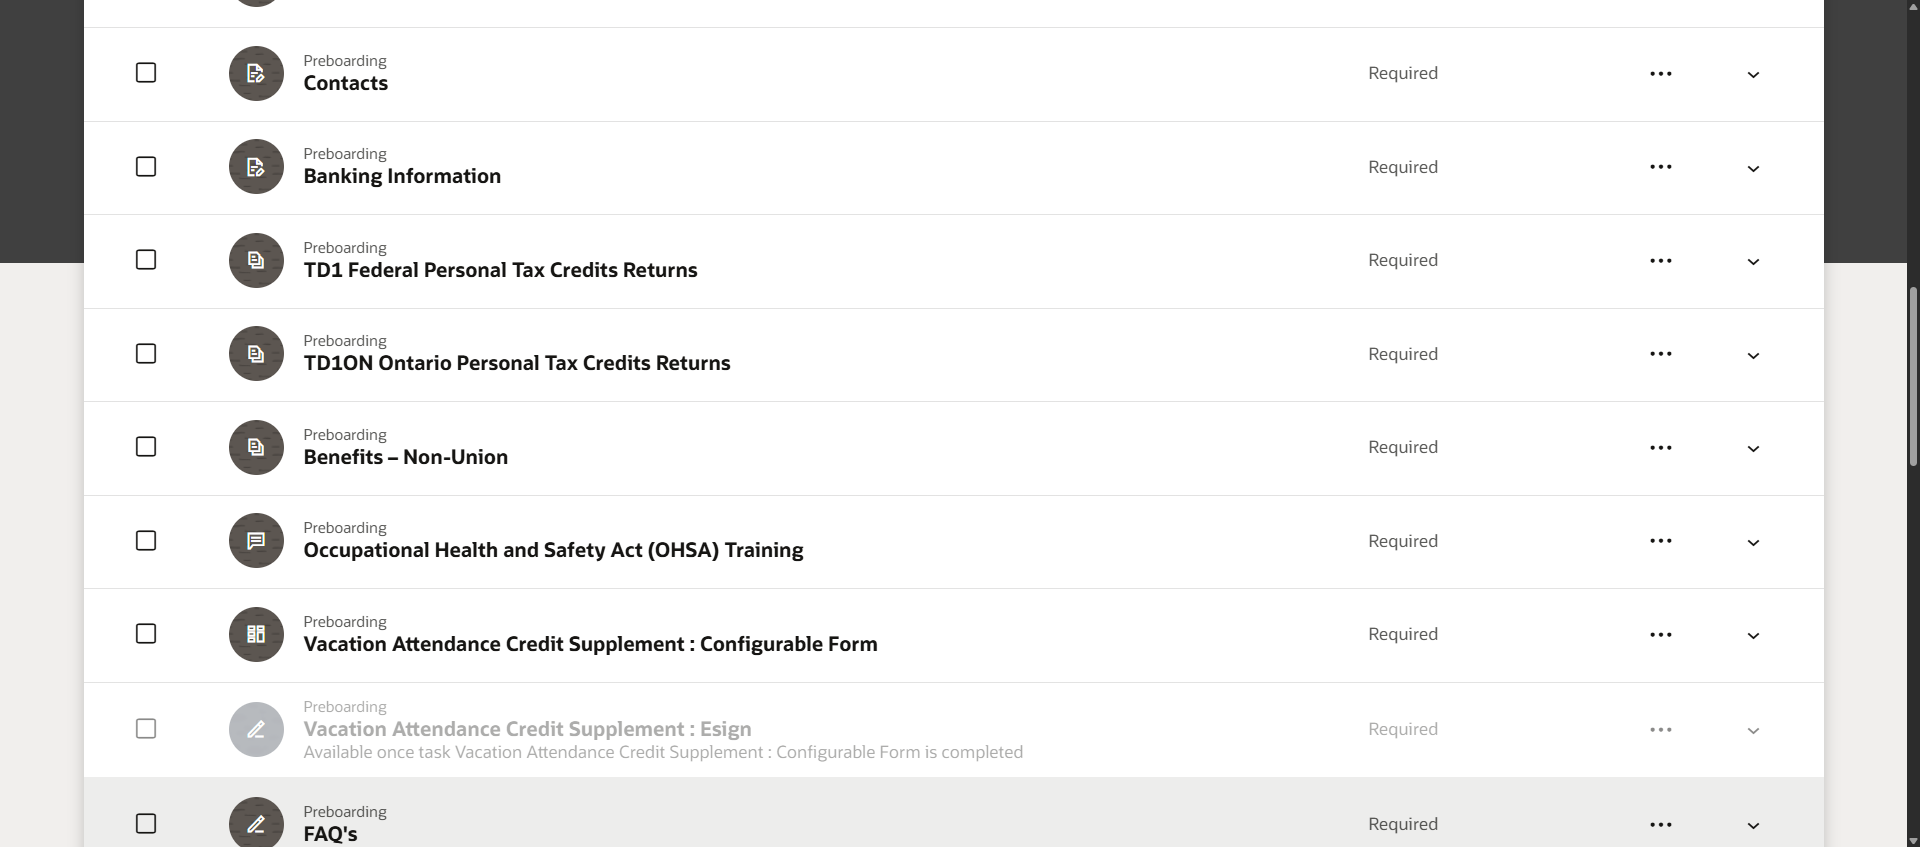 Preboarding
Contacts
Required
Preboarding
Banking Information
Required
Preboarding
TD1 Federal Personal Tax Credits Returns
Required
Preboarding
TD1ON Ontario Personal Tax Credits Returns
Required
Preboarding
Benefits – Non-Union
Required
Preboarding
Occupational Health and Safety Act (OHSA) Training
Required
Preboarding
Vacation Attendance Credit Supplement : Configurable Form
Required
Preboarding
Vacation Attendance Credit Supplement : Esign
Available once task Vacation Attendance Credit Supplement : Configurable Form is completed
Required
Preboarding
FAQ's
Required